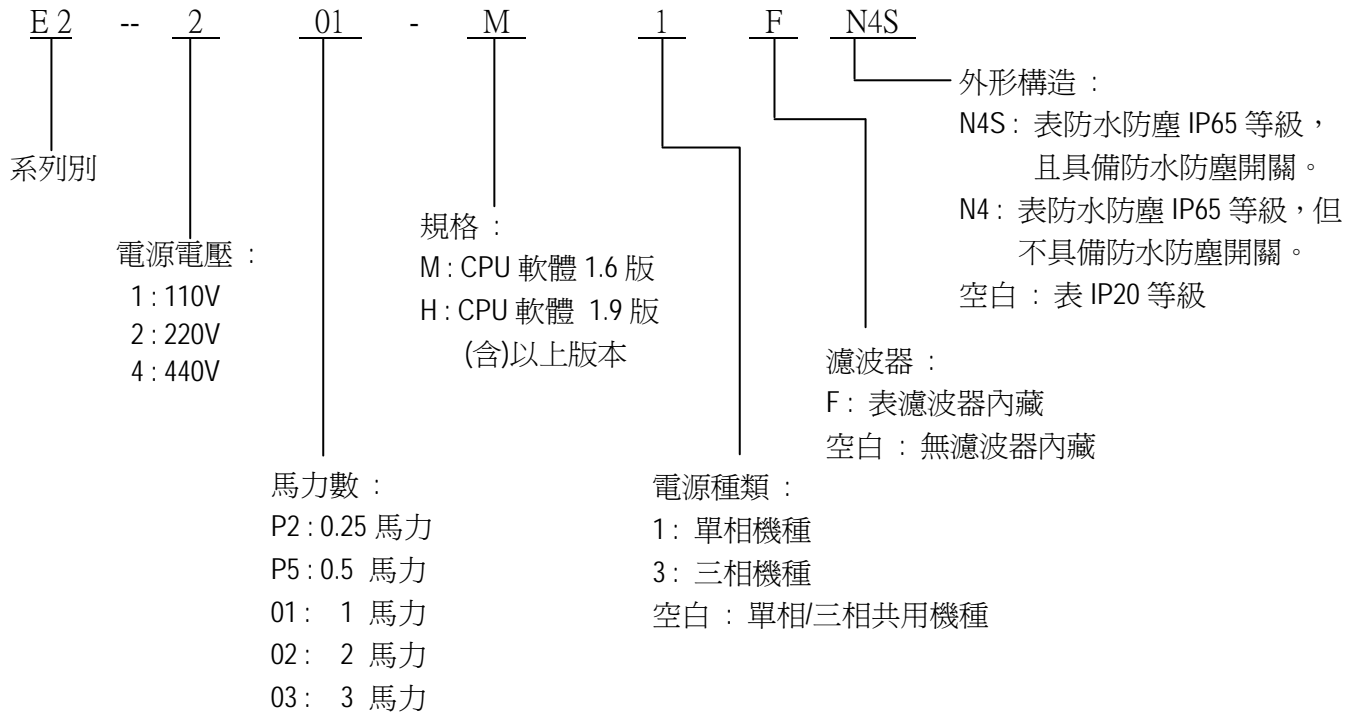 E 2 -- 2 01 - M 1 F N4S
外形構造：
N4S : 表防水防塵 IP65 等級，
且具備防水防塵開關。
N4 : 表防水防塵 IP65 等級，但
不具備防水防塵開關。
空白 : 表 IP20 等級
系列別
電源電壓：
1 : 110V
2 : 220V
4 : 440V
規格：
M : CPU 軟體 1.6 版
H : CPU 軟體 1.9 版
(含)以上版本
濾波器：
F : 表濾波器內藏
空白 : 無濾波器內藏
馬力數：
P2 : 0.25 馬力
P5 : 0.5 馬力
01 : 1 馬力
02 : 2 馬力
03 : 3 馬力
電源種類：
1 : 單相機種
3 : 三相機種
空白 : 單相/三相共用機種